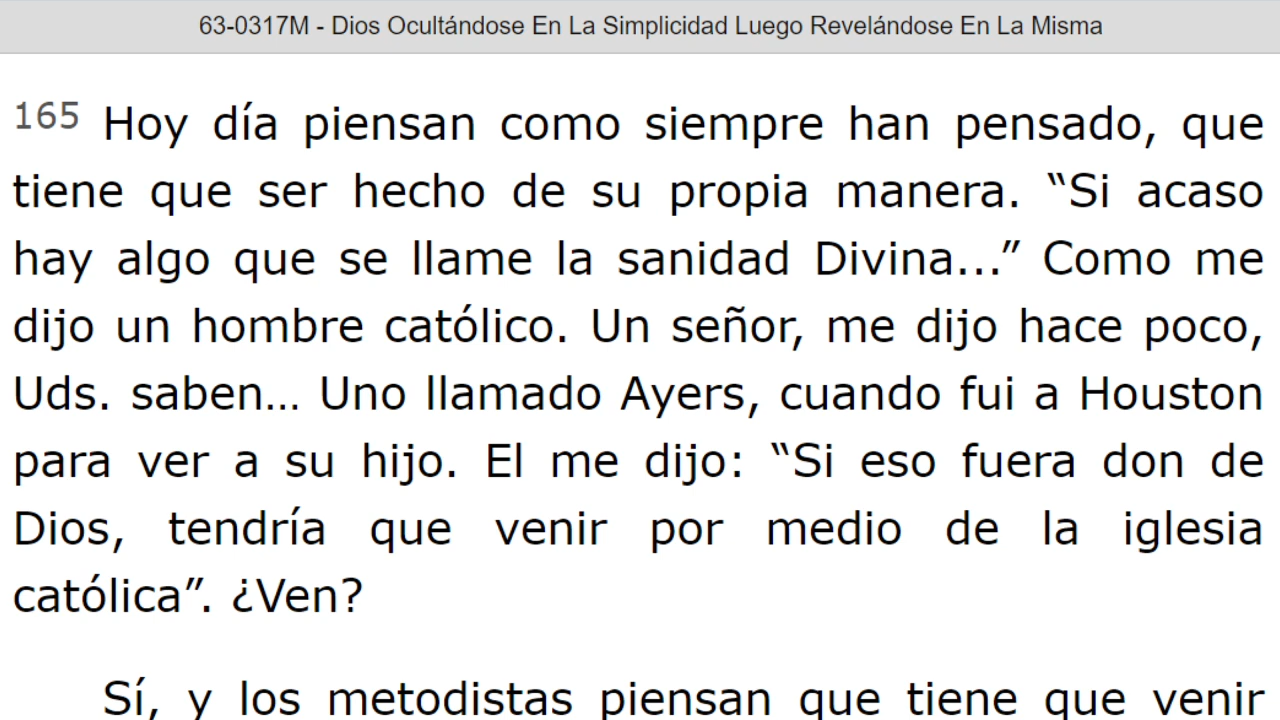 63-0317M - Dios Ocultándose En La Simplicidad Luego Revelándose En La Misma
165 Hoy día piensan como siempre han pensado, que
tiene que ser hecho de su propia manera. “Si acaso
hay algo que se llame la sanidad Divina...” Como me
dijo un hombre católico. Un señor, me dijo hace poco,
Uds. saben… Uno llamado Ayers, cuando fui a Houston
para ver a su hijo. El me dijo: “Si eso fuera don de
Dios, tendría que venir por medio de la iglesia
católica”. ¿Ven?
Sí, y los metodistas piensan que tiene que venir